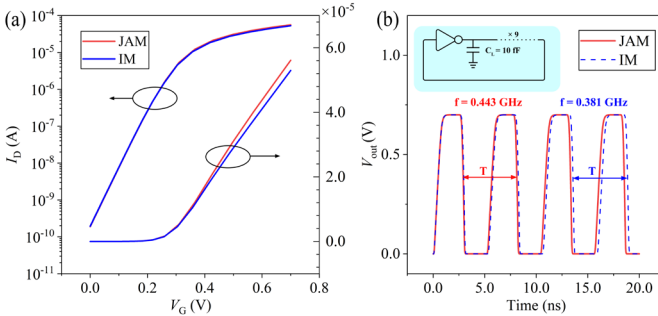 (a)
10⁻⁴
10⁻⁵
10⁻⁶
10⁻⁷
10⁻⁸
10⁻⁹
10⁻¹⁰
10⁻¹¹
I_D (A)
JAM
IM
×10⁻⁵
6.0
4.0
2.0
0.0
0.0 0.2 0.4 0.6 0.8
V_G (V)
(b)
1.0
0.5
0.0
V_out (V)
× 9
C_L = 10 fF
JAM
IM
f = 0.443 GHz
f = 0.381 GHz
T
T
0.0 5.0 10.0 15.0 20.0
Time (ns)